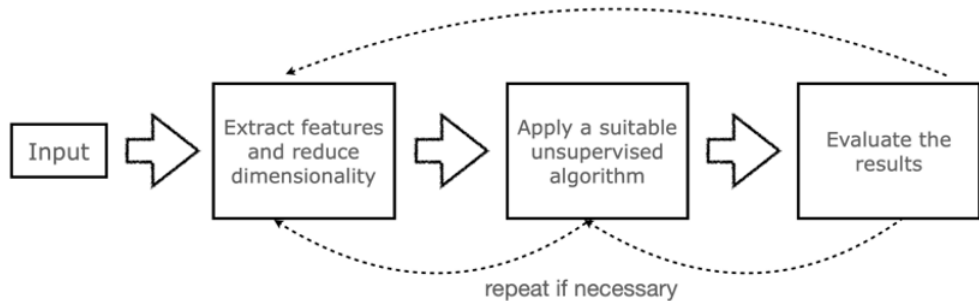 Input
Extract features
and reduce
dimensionality
Apply a suitable
unsupervised
algorithm
Evaluate the
results
repeat if necessary